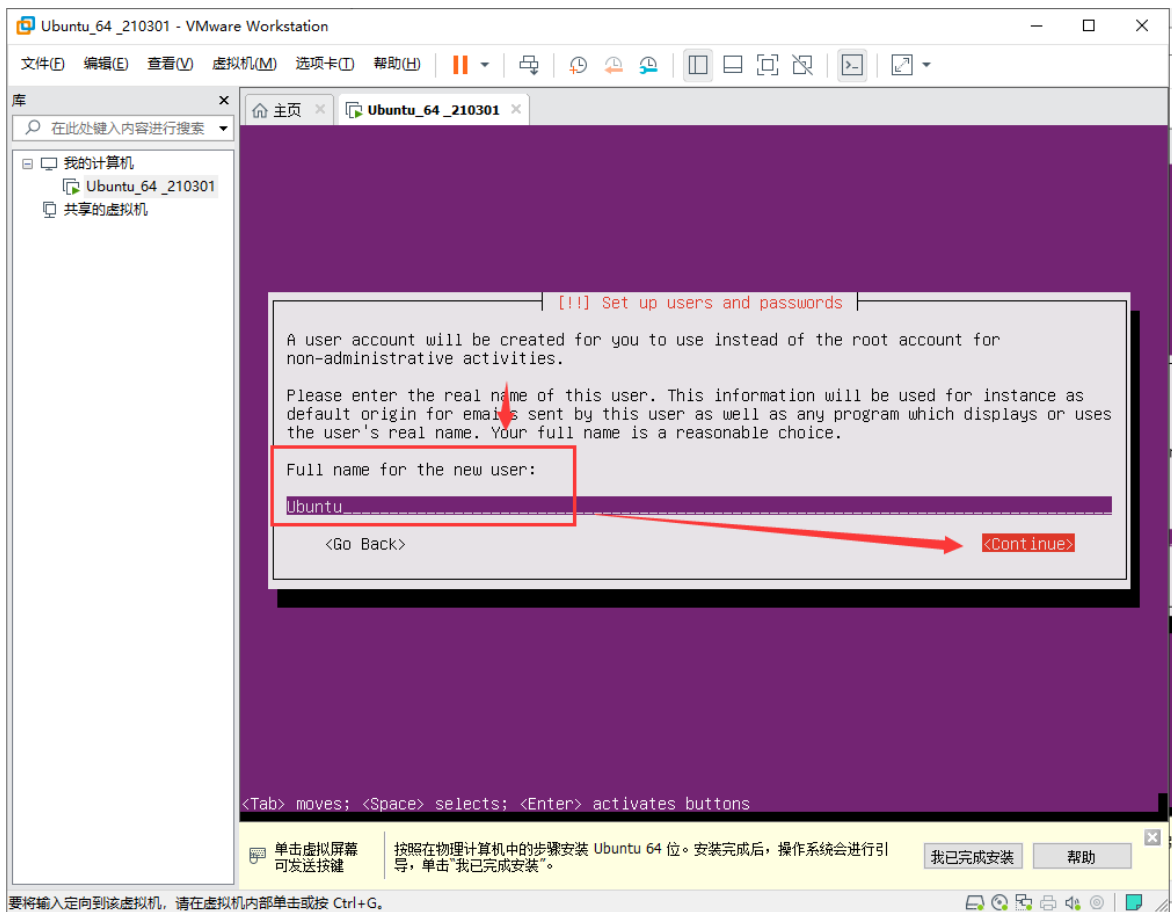 Ubuntu_64 _210301 - VMware Workstation
文件(F) 编辑(E) 查看(V) 虚拟机(M) 选项卡(T) 帮助(H)
库
在此处键入内容进行搜索
我的计算机
Ubuntu_64 _210301
共享的虚拟机
主页
Ubuntu_64 _210301
[!!] Set up users and passwords
A user account will be created for you to use instead of the root account for
non-administrative activities.
Please enter the real name of this user. This information will be used for instance as
default origin for emails sent by this user as well as any program which displays or uses
the user's real name. Your full name is a reasonable choice.
Full name for the new user:
Ubuntu
<Go Back>
<Continue>
<Tab> moves; <Space> selects; <Enter> activates buttons
单击虚拟屏幕
可发送按键
按照在物理计算机中的步骤安装 Ubuntu 64 位。安装完成后，操作系统会进行引
导，单击"我已完成安装"。
我已完成安装
帮助
要将输入定向到该虚拟机，请在虚拟机内部单击或按 Ctrl+G。